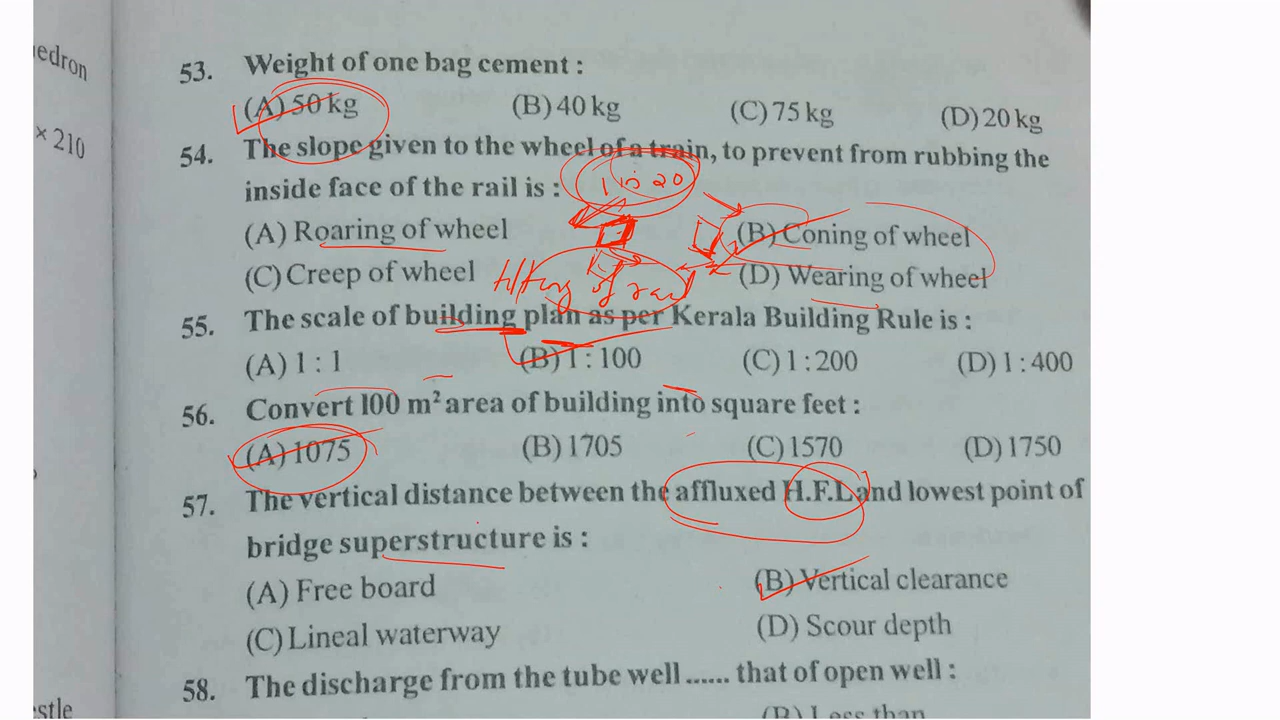 edron
× 210
53. Weight of one bag cement :
(A) 50 kg (B) 40 kg (C) 75 kg (D) 20 kg
54. The slope given to the wheel of a train, to prevent from rubbing the
inside face of the rail is : 1 in 20
(A) Roaring of wheel (B) Coning of wheel
(C) Creep of wheel (D) Wearing of wheel
tilting of rail
55. The scale of building plan as per Kerala Building Rule is :
(A) 1 : 1 (B) 1 : 100 (C) 1 : 200 (D) 1 : 400
56. Convert 100 m² area of building into square feet :
(A) 1075 (B) 1705 (C) 1570 (D) 1750
57. The vertical distance between the affluxed H.F.L and lowest point of
bridge superstructure is :
(A) Free board (B) Vertical clearance
(C) Lineal waterway (D) Scour depth
58. The discharge from the tube well ...... that of open well :
(B) Less than
stle